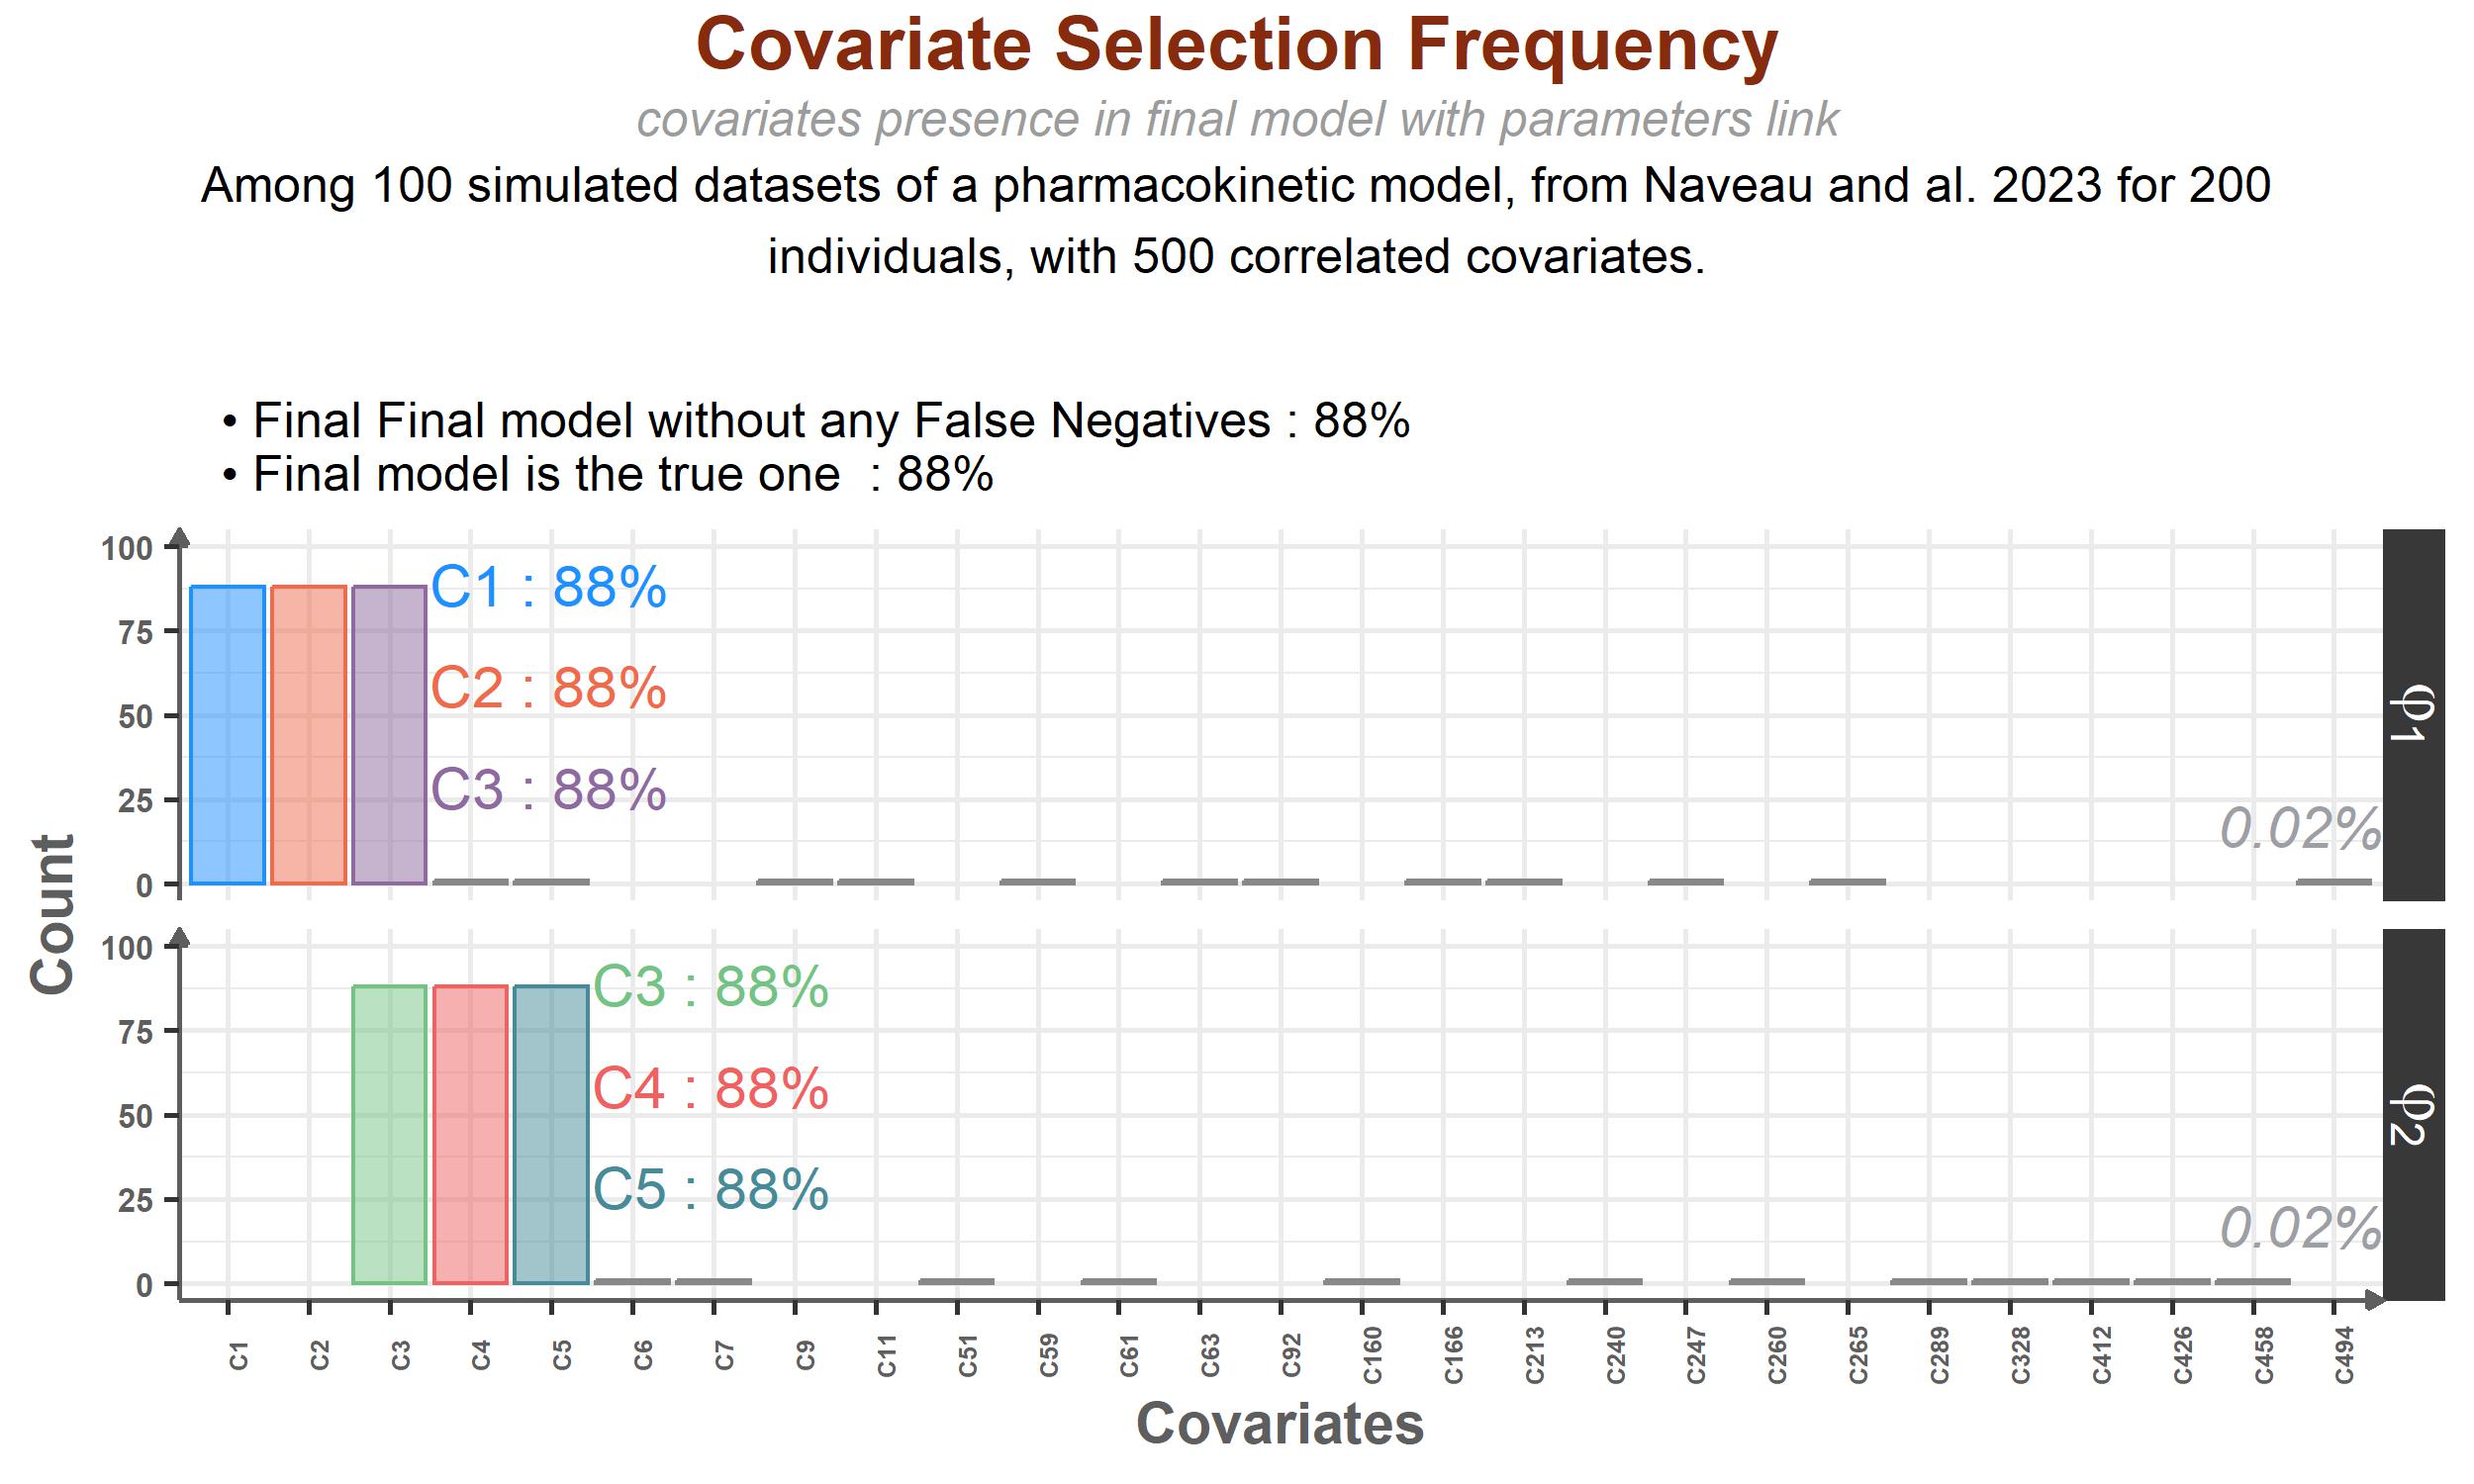 Covariate Selection Frequency
covariates presence in final model with parameters link
Among 100 simulated datasets of a pharmacokinetic model, from Naveau and al. 2023 for 200
individuals, with 500 correlated covariates.
• Final Final model without any False Negatives : 88%
• Final model is the true one  : 88%
Count
100
75
50
25
0
C1 : 88%
C2 : 88%
C3 : 88%
0.02%
φ1
100
75
50
25
0
C3 : 88%
C4 : 88%
C5 : 88%
0.02%
φ2
C1 C2 C3 C4 C5 C6 C7 C9 C11 C51 C59 C61 C63 C92 C160 C166 C213 C240 C247 C260 C265 C289 C328 C412 C426 C458 C494
Covariates